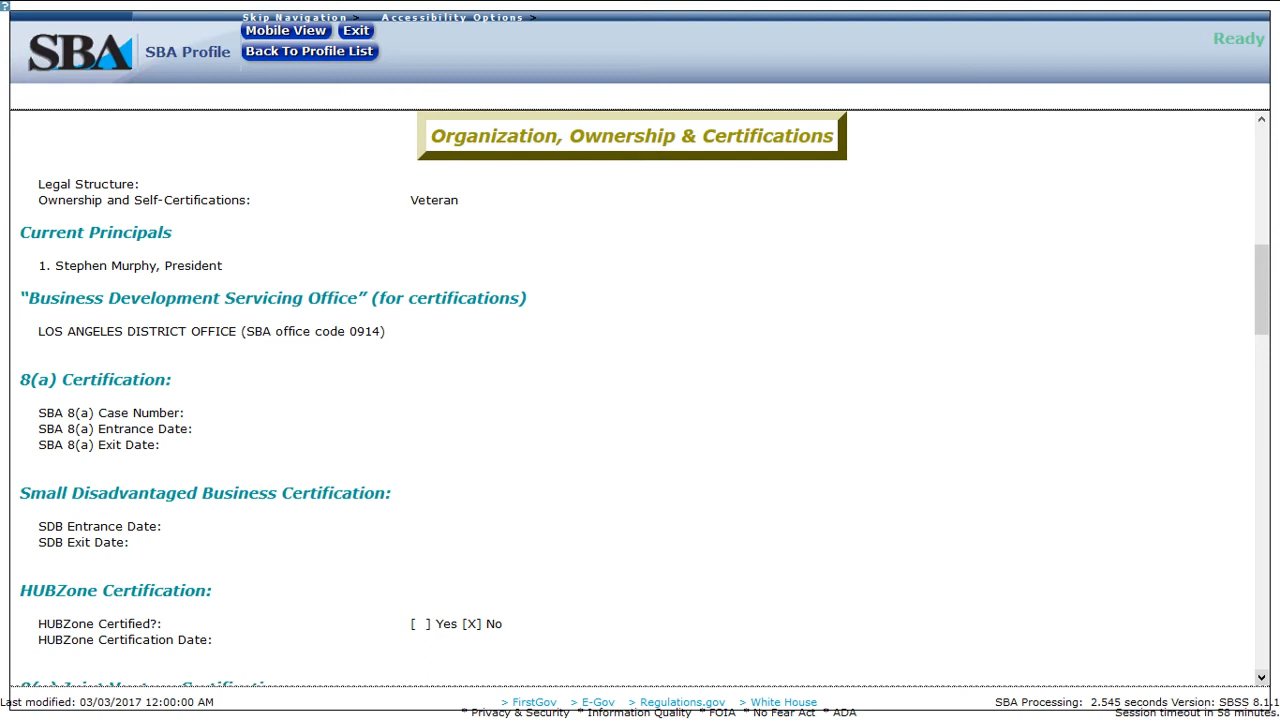 ?
Skip Navigation > Accessibility Options >
SBA SBA Profile Mobile View Exit
Back To Profile List
Ready
Organization, Ownership & Certifications
Legal Structure:
Ownership and Self-Certifications: Veteran
Current Principals
1. Stephen Murphy, President
“Business Development Servicing Office” (for certifications)
LOS ANGELES DISTRICT OFFICE (SBA office code 0914)
8(a) Certification:
SBA 8(a) Case Number:
SBA 8(a) Entrance Date:
SBA 8(a) Exit Date:
Small Disadvantaged Business Certification:
SDB Entrance Date:
SDB Exit Date:
HUBZone Certification:
HUBZone Certified?: [ ] Yes [X] No
HUBZone Certification Date:
Last modified: 03/03/2017 12:00:00 AM > FirstGov > E-Gov > Regulations.gov > White House SBA Processing: 2.545 seconds Version: SBSS 8.1.1
* Privacy & Security * Information Quality * FOIA * No Fear Act * ADA Session timeout in 58 minutes.